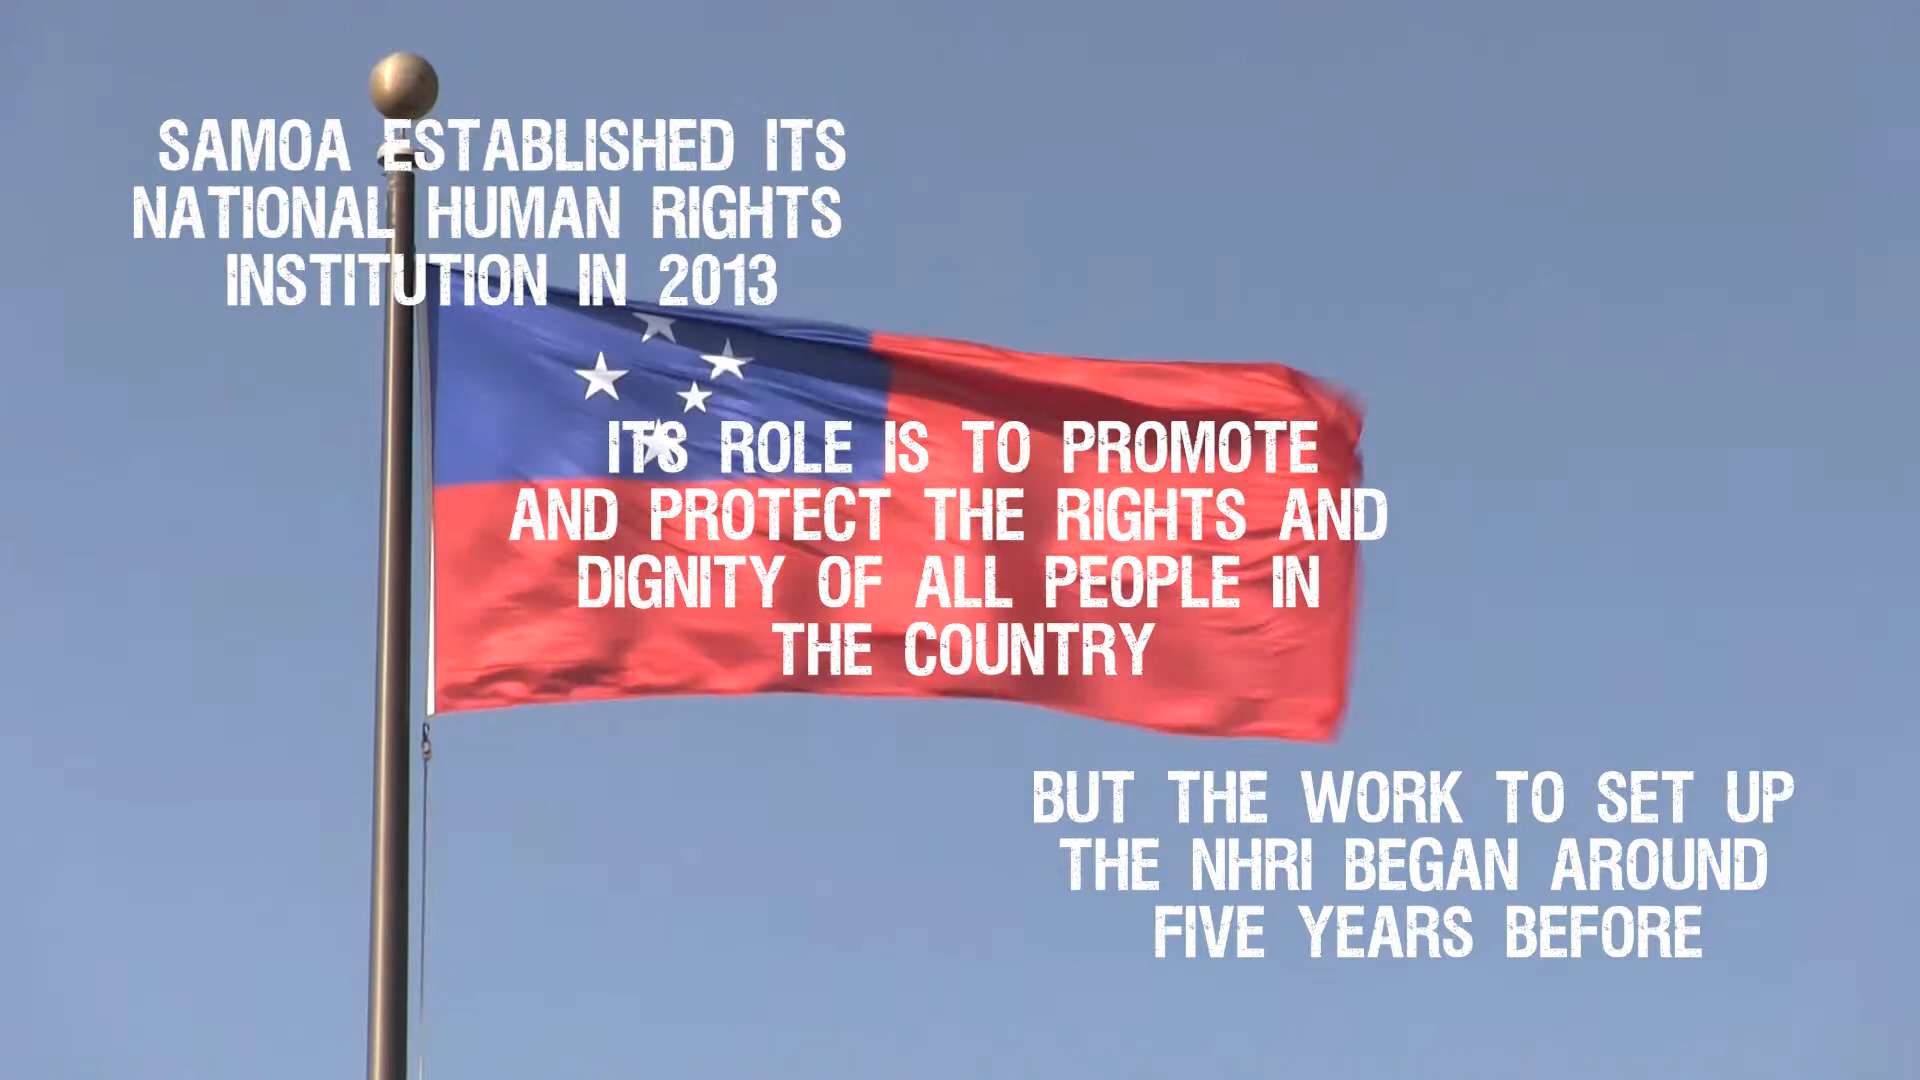 SAMOA ESTABLISHED ITS
NATIONAL HUMAN RIGHTS
INSTITUTION IN 2013
ITS ROLE IS TO PROMOTE
AND PROTECT THE RIGHTS AND
DIGNITY OF ALL PEOPLE IN
THE COUNTRY
BUT THE WORK TO SET UP
THE NHRI BEGAN AROUND
FIVE YEARS BEFORE